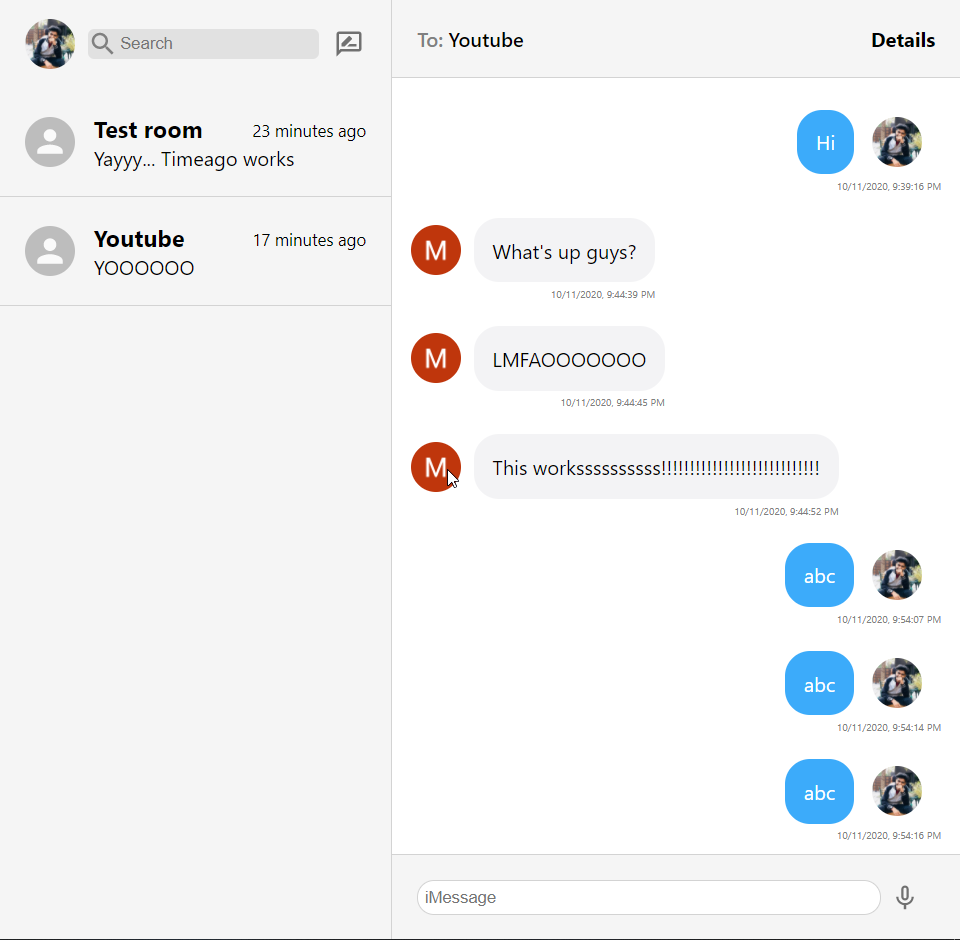 Search
Test room 23 minutes ago
Yayyy... Timeago works
Youtube 17 minutes ago
YOOOOOO
To: Youtube Details
Hi
10/11/2020, 9:39:16 PM
M What's up guys?
10/11/2020, 9:44:39 PM
M LMFAOOOOOOO
10/11/2020, 9:44:45 PM
M This workssssssssss!!!!!!!!!!!!!!!!!!!!!!!!!!!!
10/11/2020, 9:44:52 PM
abc
10/11/2020, 9:54:07 PM
abc
10/11/2020, 9:54:14 PM
abc
10/11/2020, 9:54:16 PM
iMessage